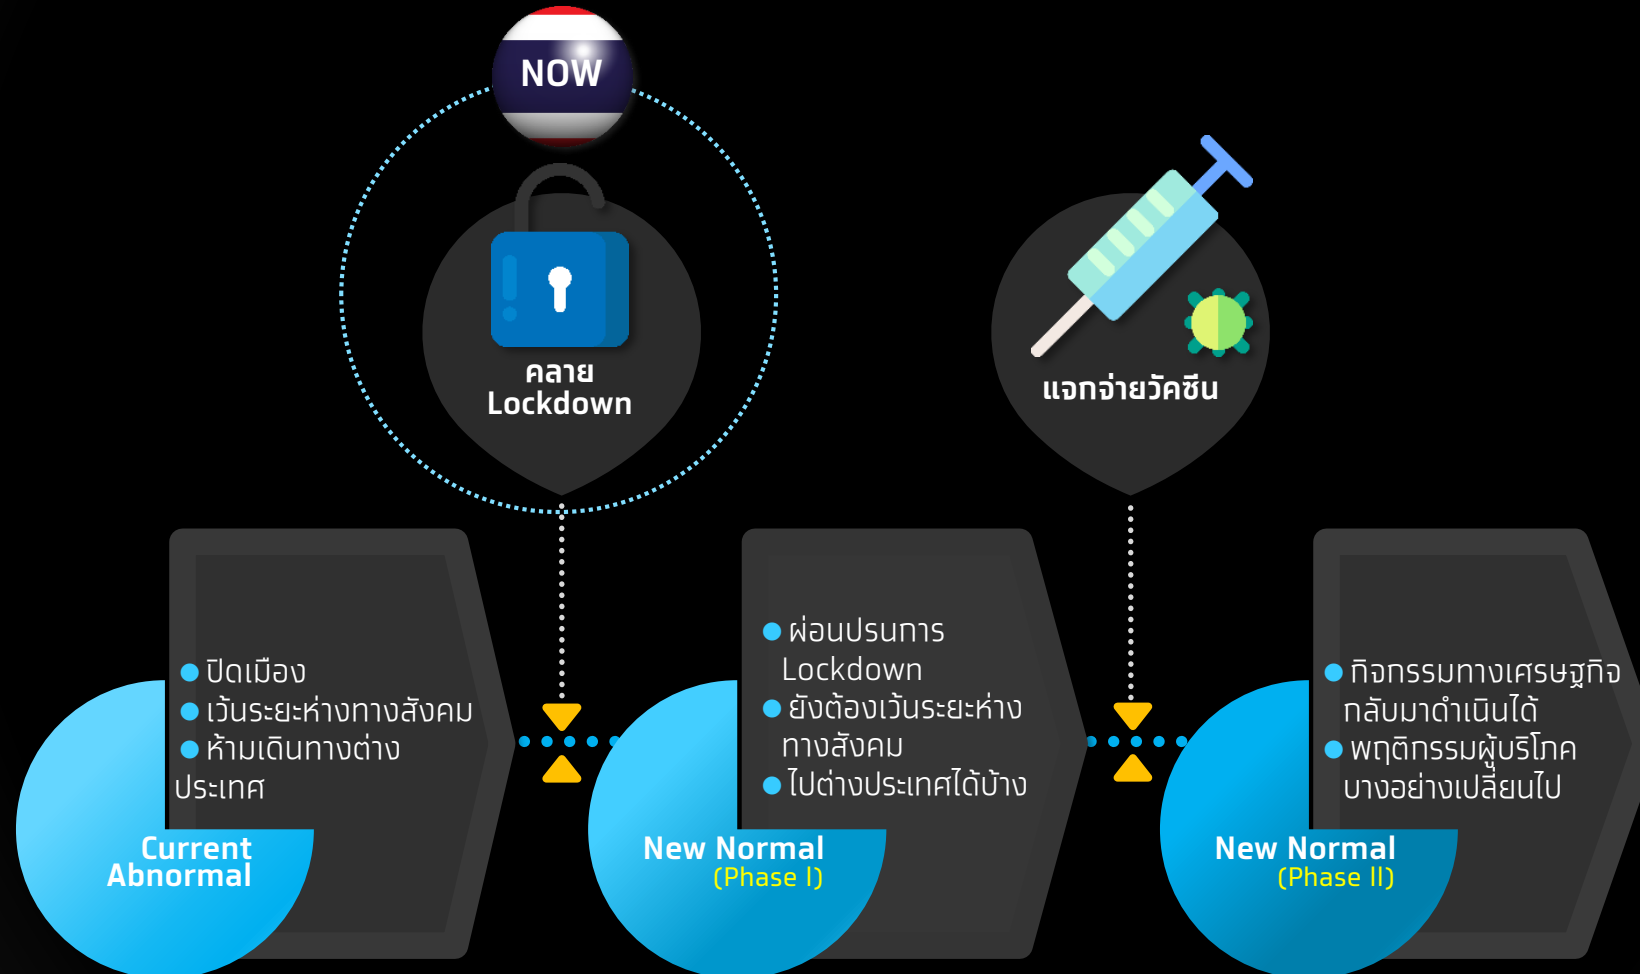 NOW
คลาย
Lockdown
แจกจ่ายวัคซีน
ปิดเมือง
เว้นระยะห่างทางสังคม
ห้ามเดินทางต่าง
ประเทศ
Current
Abnormal
ผ่อนปรนการ
Lockdown
ยังต้องเว้นระยะห่าง
ทางสังคม
ไปต่างประเทศได้บ้าง
New Normal
(Phase I)
กิจกรรมทางเศรษฐกิจ
กลับมาดำเนินได้
พฤติกรรมผู้บริโภค
บางอย่างเปลี่ยนไป
New Normal
(Phase II)